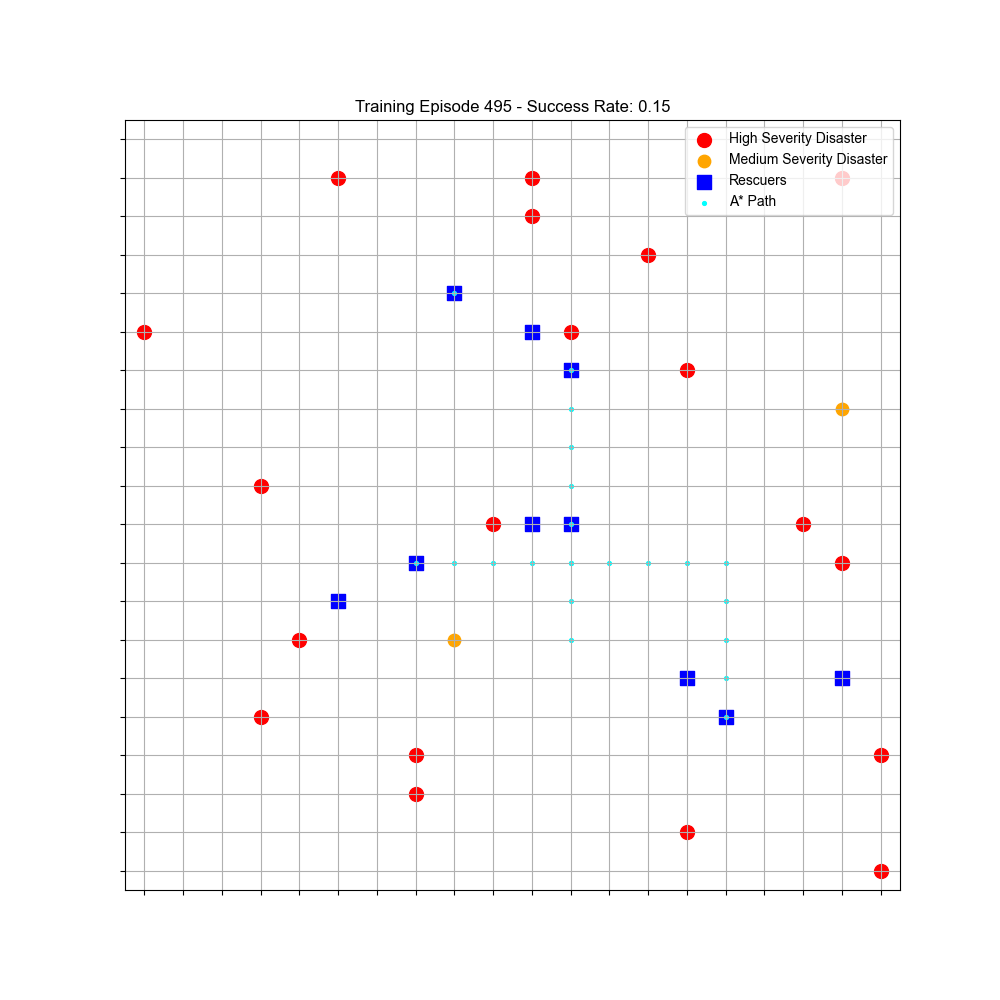 Training Episode 495 - Success Rate: 0.15
High Severity Disaster
Medium Severity Disaster
Rescuers
A* Path